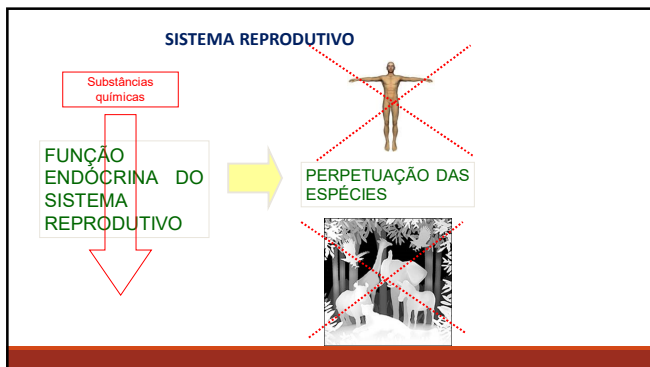 SISTEMA REPRODUTIVO
Substâncias
químicas
FUNÇÃO
ENDÓCRINA DO
SISTEMA
REPRODUTIVO
PERPETUAÇÃO DAS
ESPÉCIES